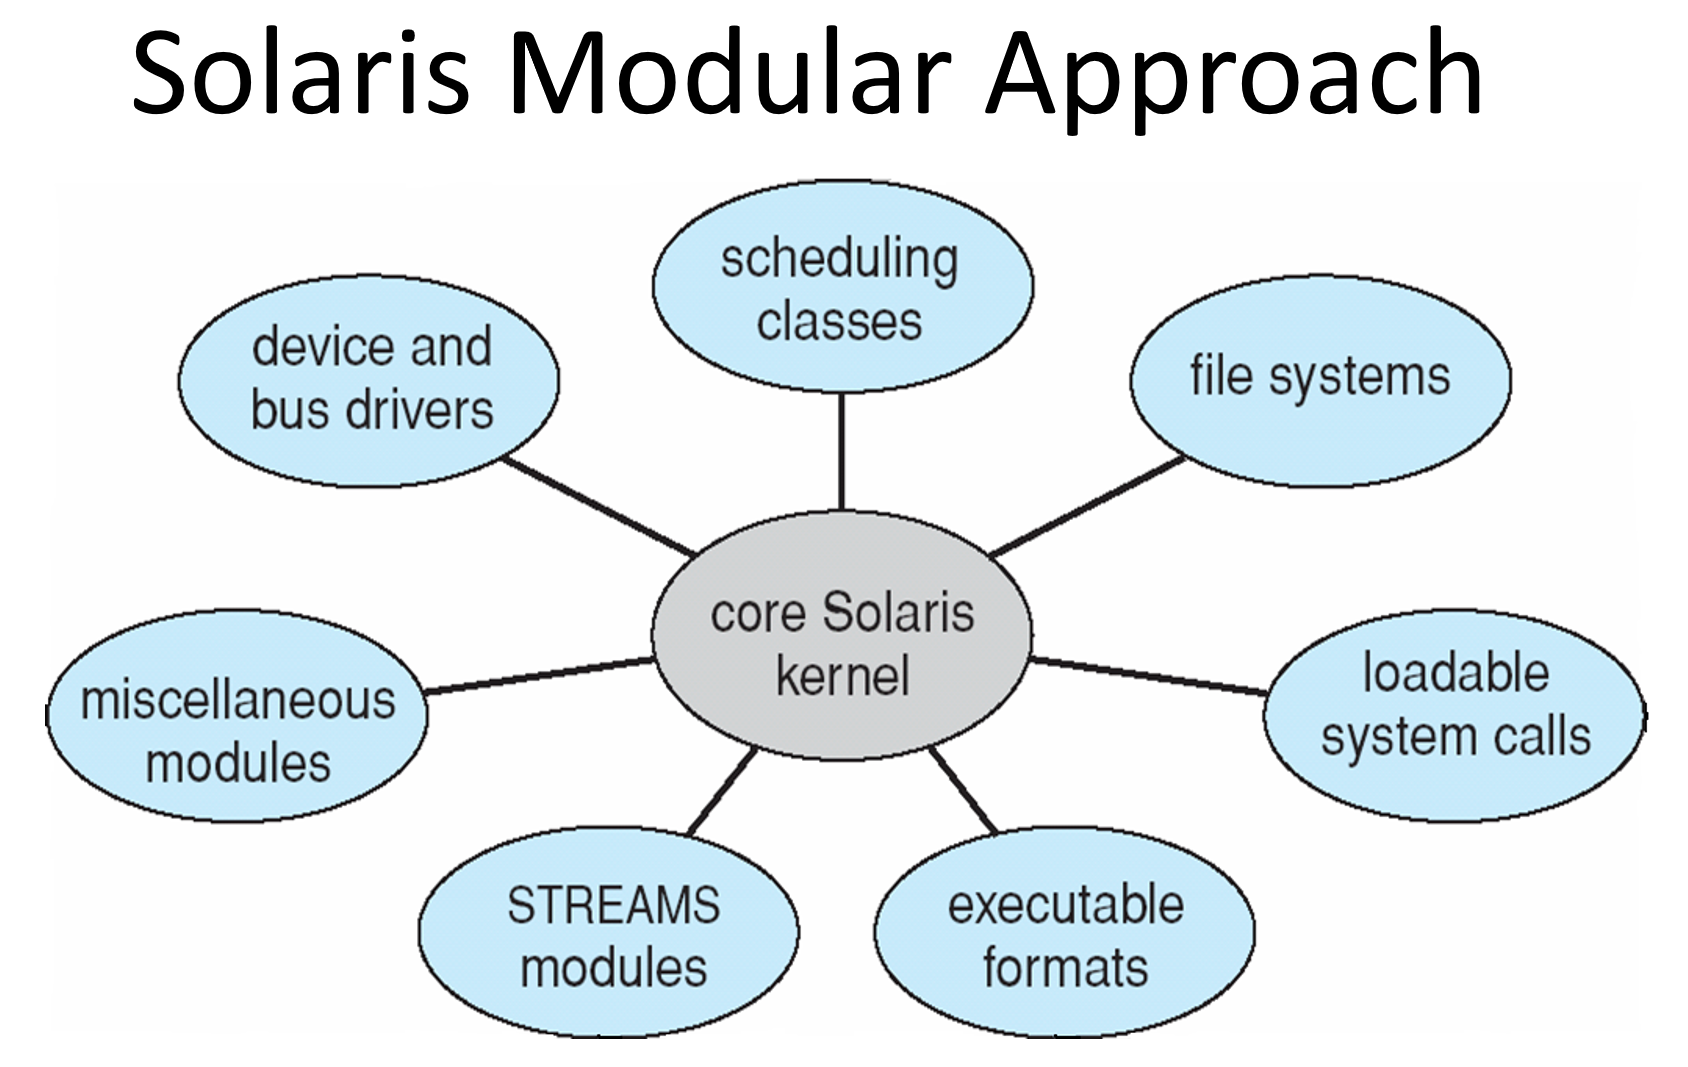 Solaris Modular Approach
scheduling
classes
device and
bus drivers
file systems
core Solaris
kernel
miscellaneous
modules
loadable
system calls
STREAMS
modules
executable
formats